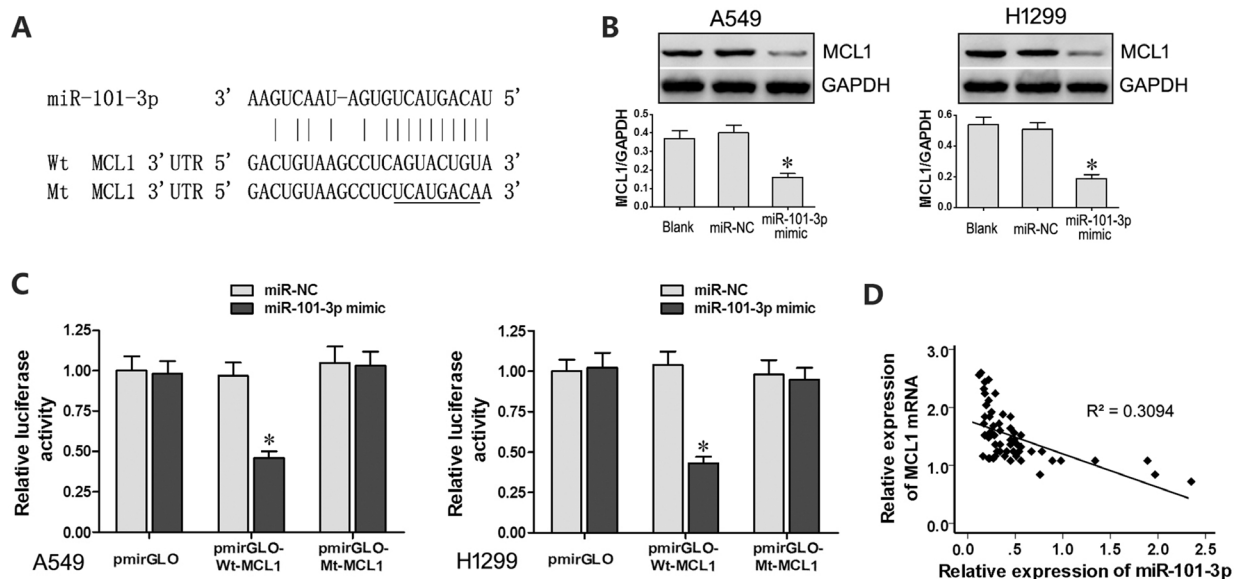 A
miR-101-3p 3' AAGUCAAU-AGUGUCAUGACAU 5'
Wt MCL1 3'UTR 5' GACUGUAAGCCUCAGUACUGUA 3'
Mt MCL1 3'UTR 5' GACUGUAAGCCUCUCAUGACAA 3'
B
A549
MCL1
GAPDH
MCL1/GAPDH
0.5
0.4
0.3
0.2
0.1
0.0
*
Blank miR-NC miR-101-3p
mimic
H1299
MCL1
GAPDH
MCL1/GAPDH
0.6
0.4
0.2
0.0
*
Blank miR-NC miR-101-3p
mimic
C
miR-NC
miR-101-3p mimic
Relative luciferase
activity
1.25
1.00
0.75
0.50
0.25
0.00
*
pmirGLO pmirGLO- pmirGLO-
Wt-MCL1 Mt-MCL1
A549
miR-NC
miR-101-3p mimic
Relative luciferase
activity
1.25
1.00
0.75
0.50
0.25
0.00
*
pmirGLO pmirGLO- pmirGLO-
Wt-MCL1 Mt-MCL1
H1299
D
Relative expression
of MCL1 mRNA
3.0
2.0
1.0
0.0
R² = 0.3094
0.0 .5 1.0 1.5 2.0 2.5
Relative expression of miR-101-3p